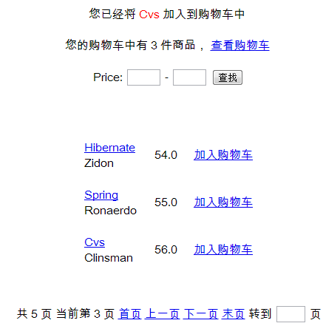 您已经将 Cvs 加入到购物车中
您的购物车中有 3 件商品， 查看购物车
Price: - 查找
Hibernate
Zidon 54.0 加入购物车
Spring
Ronaerdo 55.0 加入购物车
Cvs
Clinsman 56.0 加入购物车
共 5 页 当前第 3 页 首页 上一页 下一页 末页 转到 页